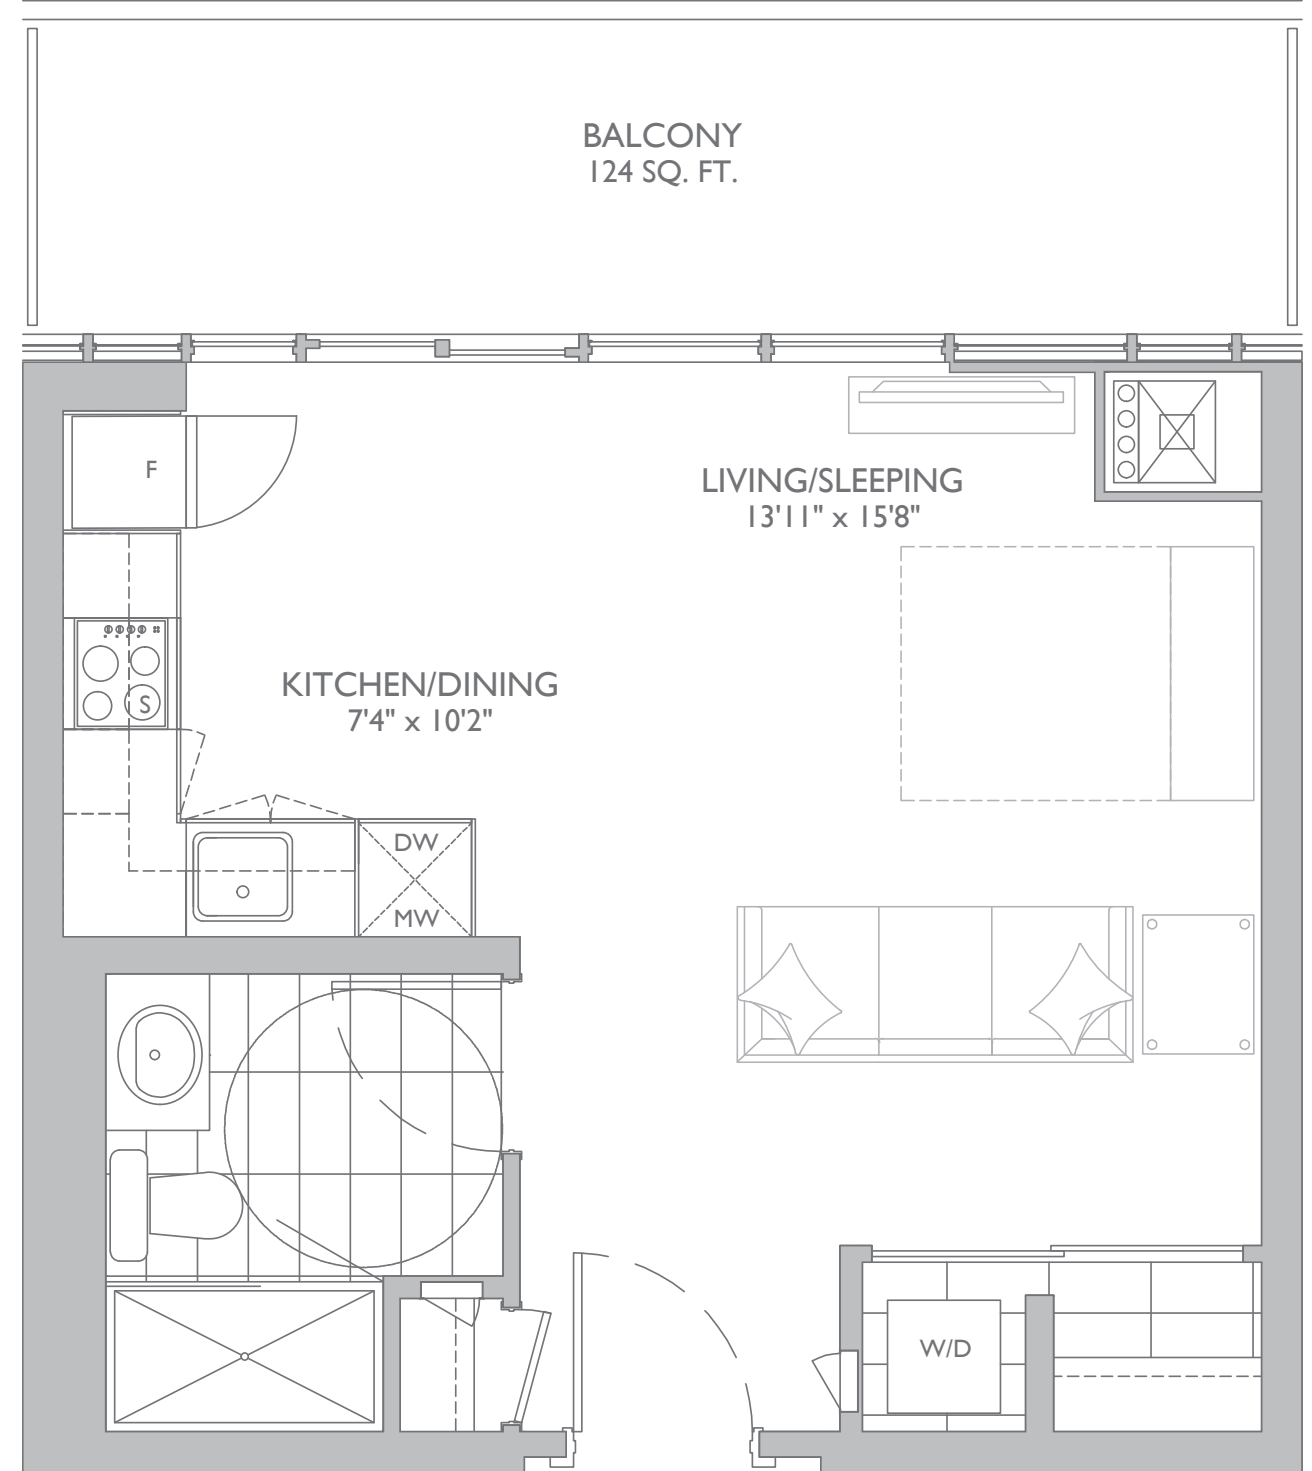 BALCONY
124 SQ. FT.
F
LIVING/SLEEPING
13'11" x 15'8"
KITCHEN/DINING
7'4" x 10'2"
S
DW
MW
W/D